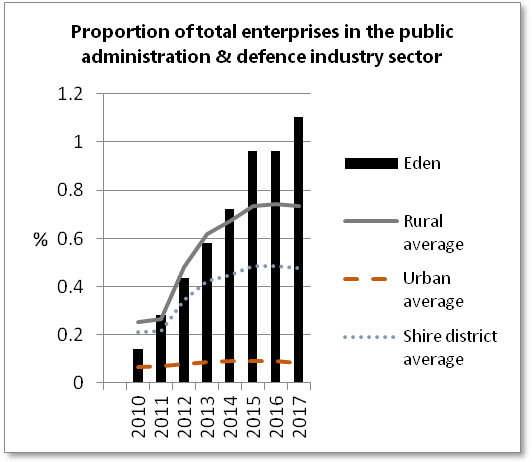 Proportion of total enterprises in the public
administration & defence industry sector
1.2
1
0.8
0.6
0.4
0.2
0
%
2010
2011
2012
2013
2014
2015
2016
2017
Eden
Rural
average
Urban
average
Shire district
average